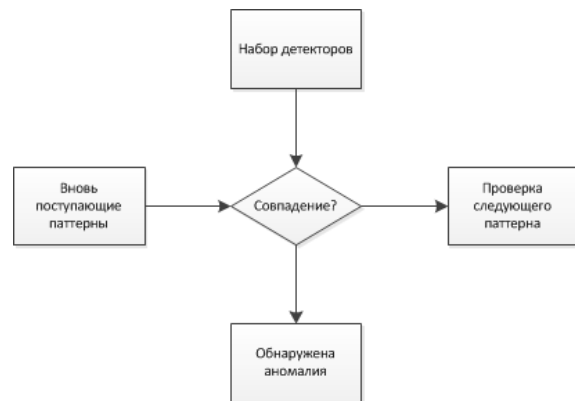 Набор детекторов
Вновь
поступающие
паттерны
Совпадение?
Проверка
следующего
паттерна
Обнаружена
аномалия